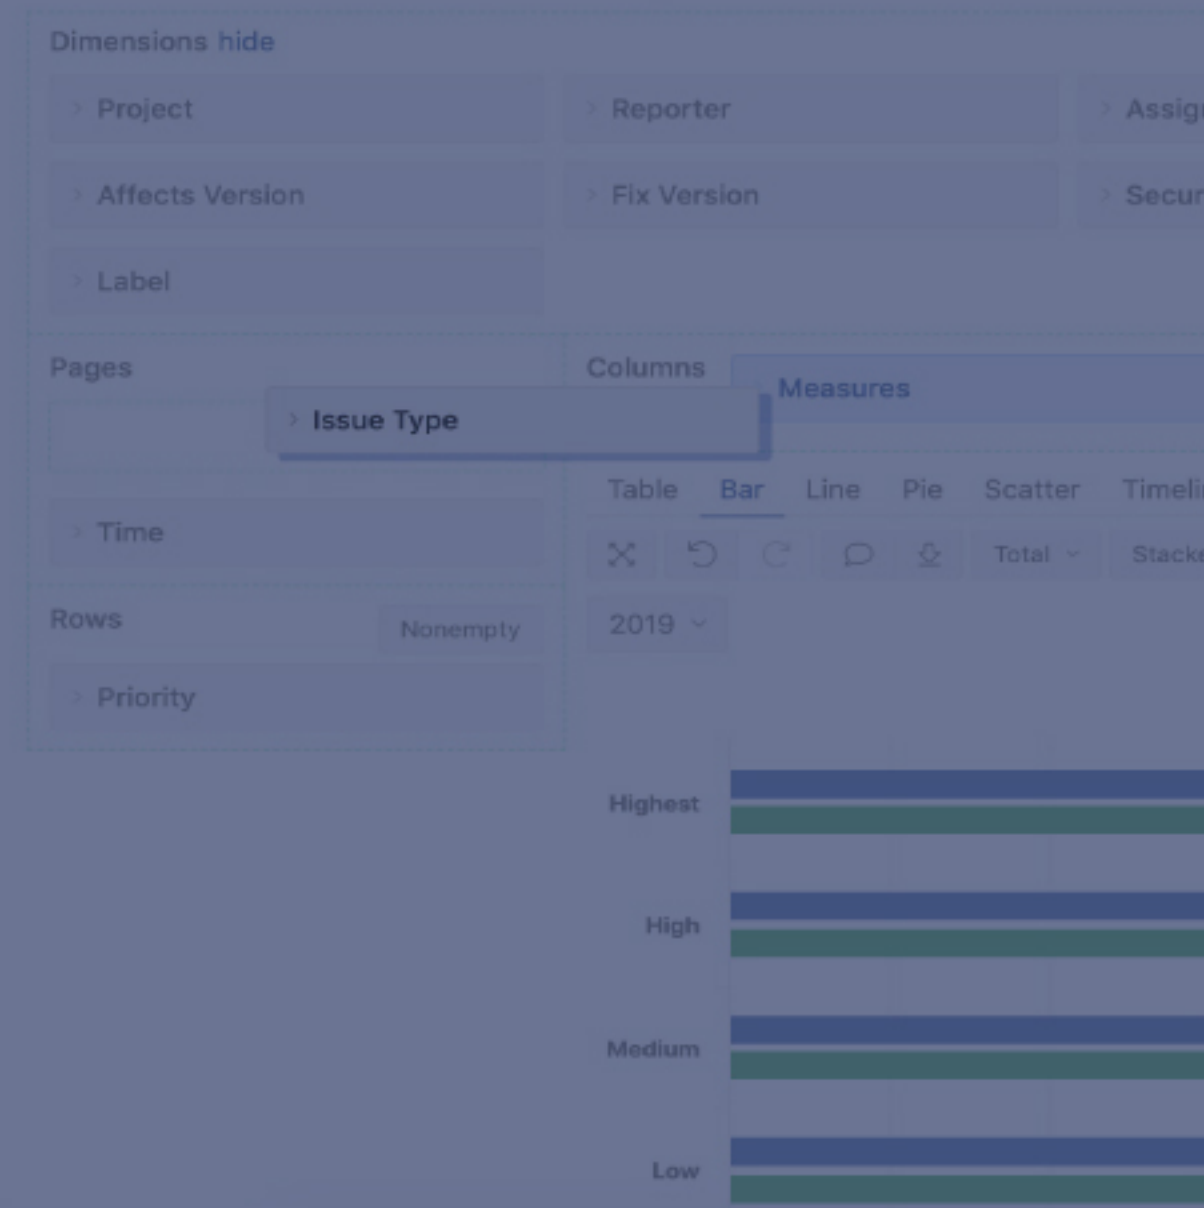 Dimensions hide
Project
Reporter
Affects Version
Fix Version
Label
Pages
Columns
Measures
Issue Type
Table Bar Line Pie Scatter
Time
Total
Rows
Nonempty
2019
Priority
Highest
High
Medium
Low